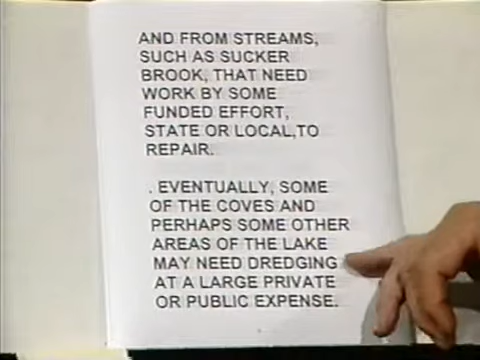 AND FROM STREAMS,
SUCH AS SUCKER
BROOK, THAT NEED
WORK BY SOME
FUNDED EFFORT,
STATE OR LOCAL,TO
REPAIR.
. EVENTUALLY, SOME
OF THE COVES AND
PERHAPS SOME OTHER
AREAS OF THE LAKE
MAY NEED DREDGING
AT A LARGE PRIVATE
OR PUBLIC EXPENSE.